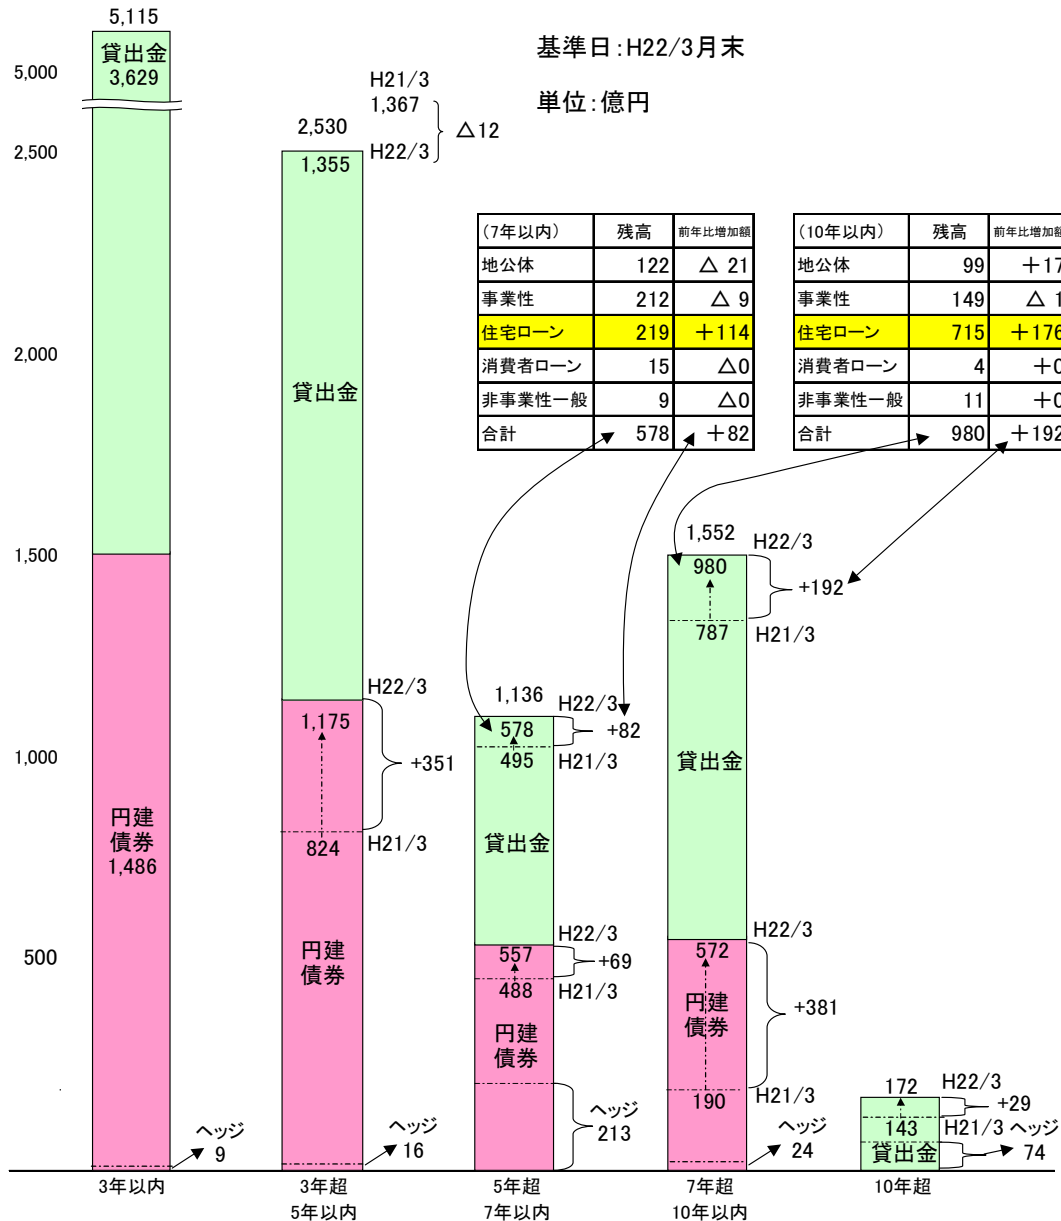 5,115
貸出金
3,629
5,000
2,500
2,000
1,500
1,000
500
円建
債券
1,486
ヘッジ
9
3年以内
基準日:H22/3月末
単位:億円
H21/3
1,367
△12
H22/3
2,530
1,355
貸出金
H22/3
1,175
+351
824
H21/3
円建
債券
ヘッジ
16
3年超
5年以内
(7年以内) 残高 前年比増加額
地公体 122 △ 21
事業性 212 △ 9
住宅ローン 219 +114
消費者ローン 15 △0
非事業性一般 9 △0
合計 578 +82
(10年以内) 残高 前年比増加額
地公体 99 +17
事業性 149 △ 1
住宅ローン 715 +176
消費者ローン 4 +0
非事業性一般 11 +0
合計 980 +192
1,136
H22/3
578
+82
495
H21/3
貸出金
H22/3
557
+69
488
H21/3
円建
債券
ヘッジ
213
5年超
7年以内
1,552
H22/3
980
+192
787
H21/3
貸出金
H22/3
572
円建
債券
+381
190
H21/3
ヘッジ
24
7年超
10年以内
172
H22/3
+29
143
H21/3
ヘッジ
74
貸出金
10年超